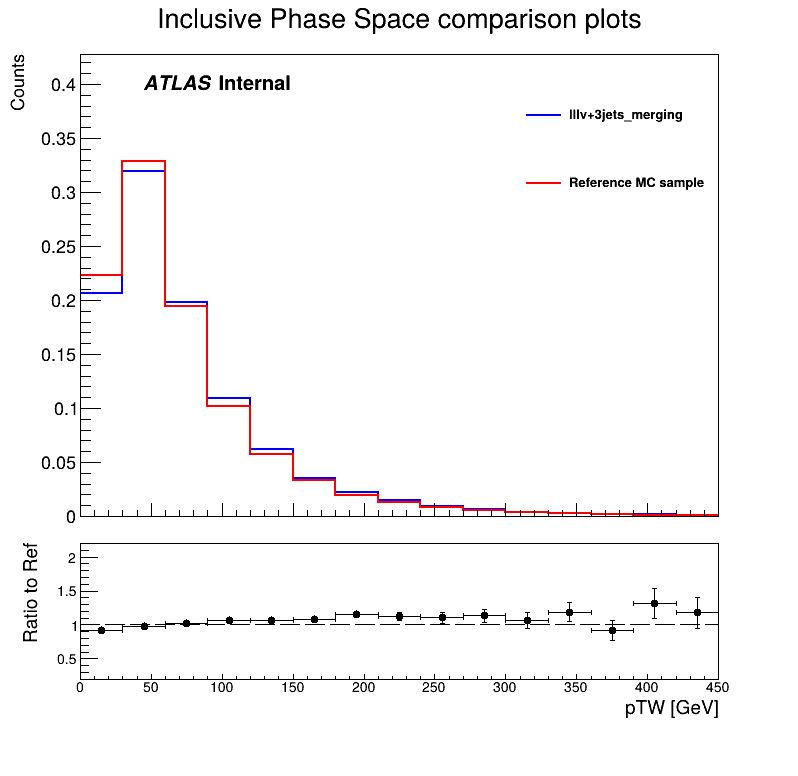 Inclusive Phase Space comparison plots
Counts
ATLAS Internal
lllv+3jets_merging
Reference MC sample
0.4
0.35
0.3
0.25
0.2
0.15
0.1
0.05
0
Ratio to Ref
2
1.5
1
0.5
0 50 100 150 200 250 300 350 400 450
pTW [GeV]